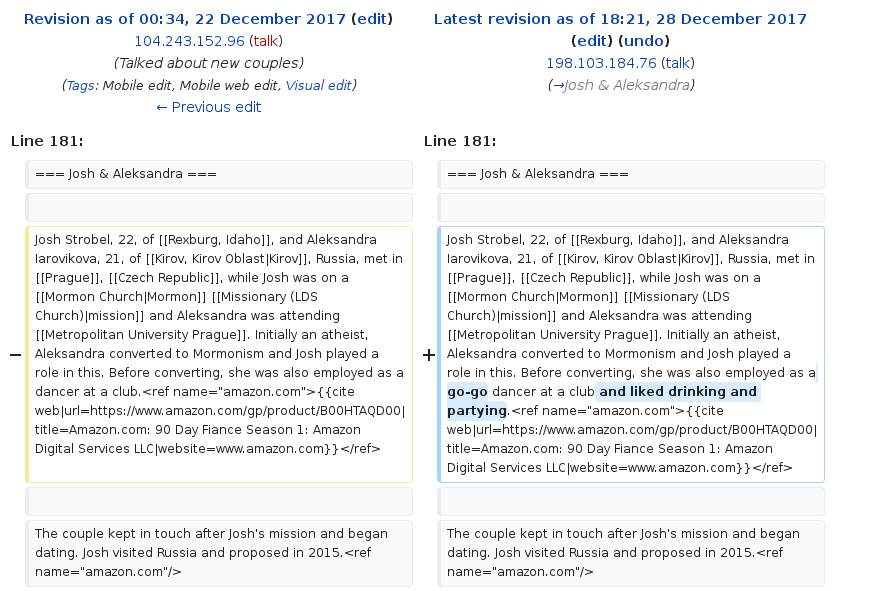 Revision as of 00:34, 22 December 2017 (edit)
104.243.152.96 (talk)
(Talked about new couples)
(Tags: Mobile edit, Mobile web edit, Visual edit)
← Previous edit
Latest revision as of 18:21, 28 December 2017
(edit) (undo)
198.103.184.76 (talk)
(→Josh & Aleksandra)
Line 181:
Line 181:
=== Josh & Aleksandra ===
=== Josh & Aleksandra ===
−
Josh Strobel, 22, of [[Rexburg, Idaho]], and Aleksandra
Iarovikova, 21, of [[Kirov, Kirov Oblast|Kirov]], Russia, met in
[[Prague]], [[Czech Republic]], while Josh was on a
[[Mormon Church|Mormon]] [[Missionary (LDS
Church)|mission]] and Aleksandra was attending
[[Metropolitan University Prague]]. Initially an atheist,
Aleksandra converted to Mormonism and Josh played a
role in this. Before converting, she was also employed as a
dancer at a club.<ref name="amazon.com">{{cite
web|url=https://www.amazon.com/gp/product/B00HTAQD00|
title=Amazon.com: 90 Day Fiance Season 1: Amazon
Digital Services LLC|website=www.amazon.com}}</ref>
+
Josh Strobel, 22, of [[Rexburg, Idaho]], and Aleksandra
Iarovikova, 21, of [[Kirov, Kirov Oblast|Kirov]], Russia, met in
[[Prague]], [[Czech Republic]], while Josh was on a
[[Mormon Church|Mormon]] [[Missionary (LDS
Church)|mission]] and Aleksandra was attending
[[Metropolitan University Prague]]. Initially an atheist,
Aleksandra converted to Mormonism and Josh played a
role in this. Before converting, she was also employed as a
go-go dancer at a club and liked drinking and
partying.<ref name="amazon.com">{{cite
web|url=https://www.amazon.com/gp/product/B00HTAQD00|
title=Amazon.com: 90 Day Fiance Season 1: Amazon
Digital Services LLC|website=www.amazon.com}}</ref>
The couple kept in touch after Josh's mission and began
dating. Josh visited Russia and proposed in 2015.<ref
name="amazon.com"/>
The couple kept in touch after Josh's mission and began
dating. Josh visited Russia and proposed in 2015.<ref
name="amazon.com"/>